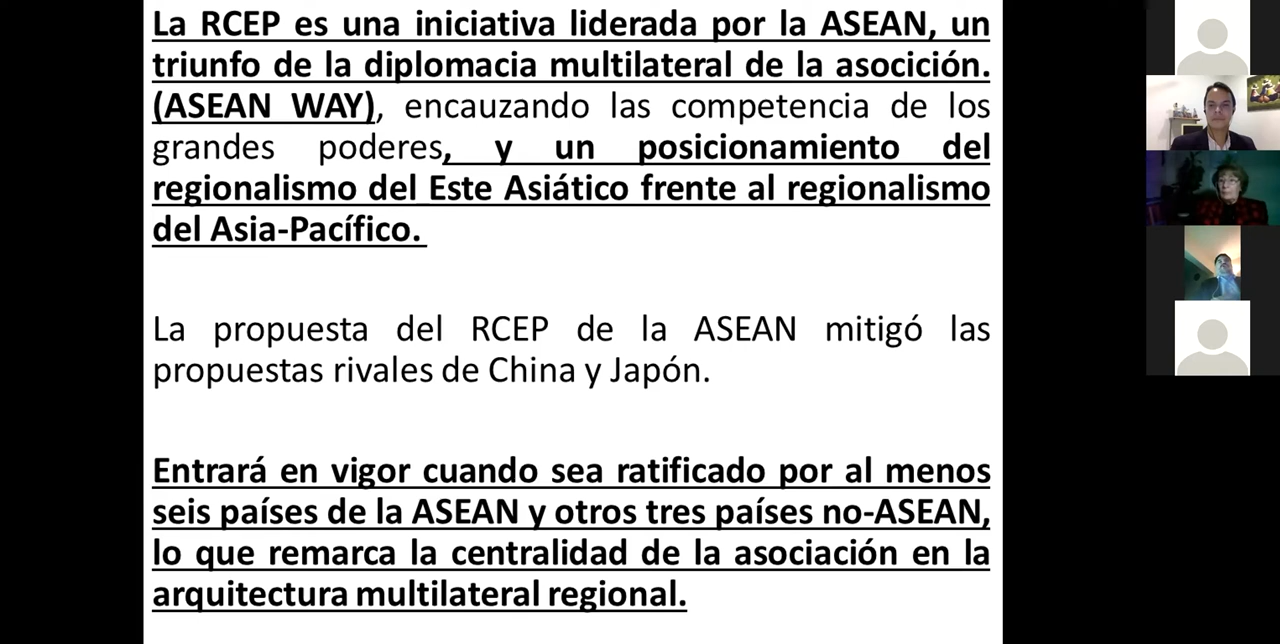 La RCEP es una iniciativa liderada por la ASEAN, un
triunfo de la diplomacia multilateral de la asocición.
(ASEAN WAY), encauzando las competencia de los
grandes poderes, y un posicionamiento del
regionalismo del Este Asiático frente al regionalismo
del Asia-Pacífico.
La propuesta del RCEP de la ASEAN mitigó las
propuestas rivales de China y Japón.
Entrará en vigor cuando sea ratificado por al menos
seis países de la ASEAN y otros tres países no-ASEAN,
lo que remarca la centralidad de la asociación en la
arquitectura multilateral regional.